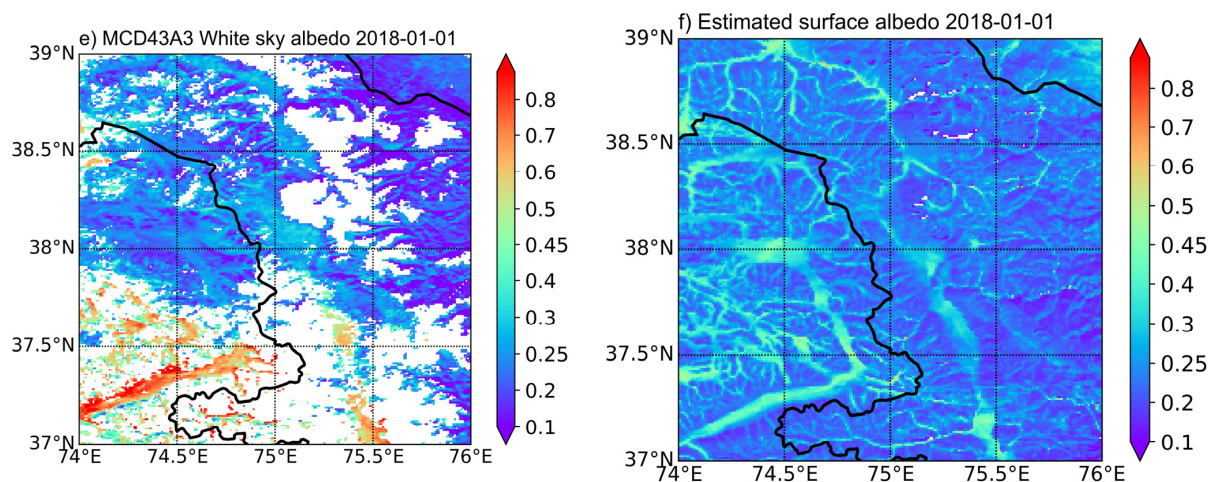 e) MCD43A3 White sky albedo 2018-01-01
39°N
38.5°N
38°N
37.5°N
37°N
74°E
74.5°E
75°E
75.5°E
76°E
0.8
0.7
0.6
0.5
0.45
0.4
0.3
0.25
0.2
0.1
f) Estimated surface albedo 2018-01-01
39°N
38.5°N
38°N
37.5°N
37°N
74°E
74.5°E
75°E
75.5°E
76°E
0.8
0.7
0.6
0.5
0.45
0.4
0.3
0.25
0.2
0.1